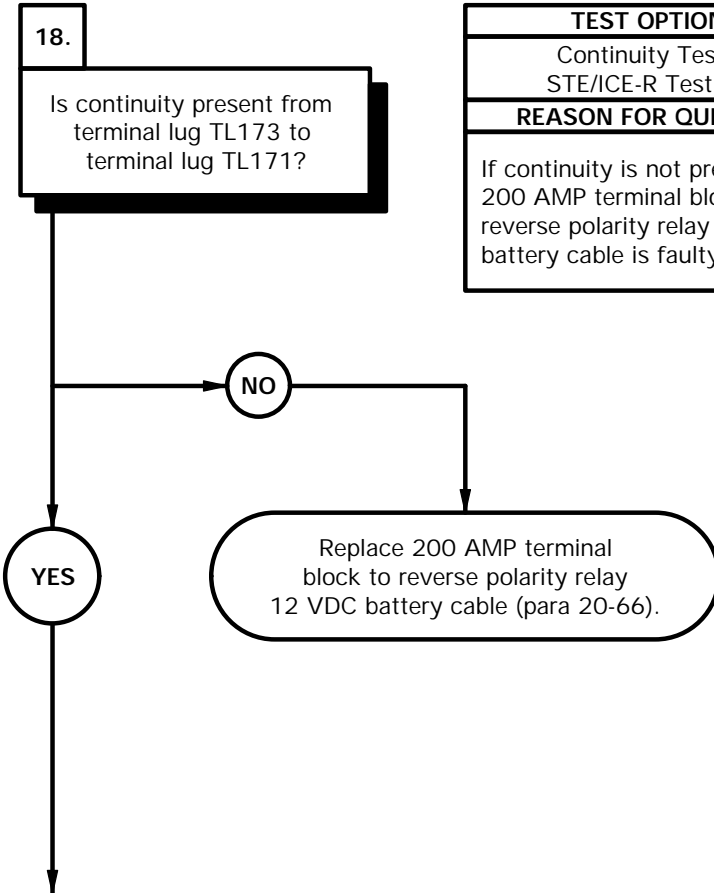 18.
Is continuity present from
terminal lug TL173 to
terminal lug TL171?
TEST OPTION
Continuity Tes
STE/ICE-R Test
REASON FOR QUE
If continuity is not pre
200 AMP terminal blo
reverse polarity relay
battery cable is faulty
NO
YES
Replace 200 AMP terminal
block to reverse polarity relay
12 VDC battery cable (para 20-66).